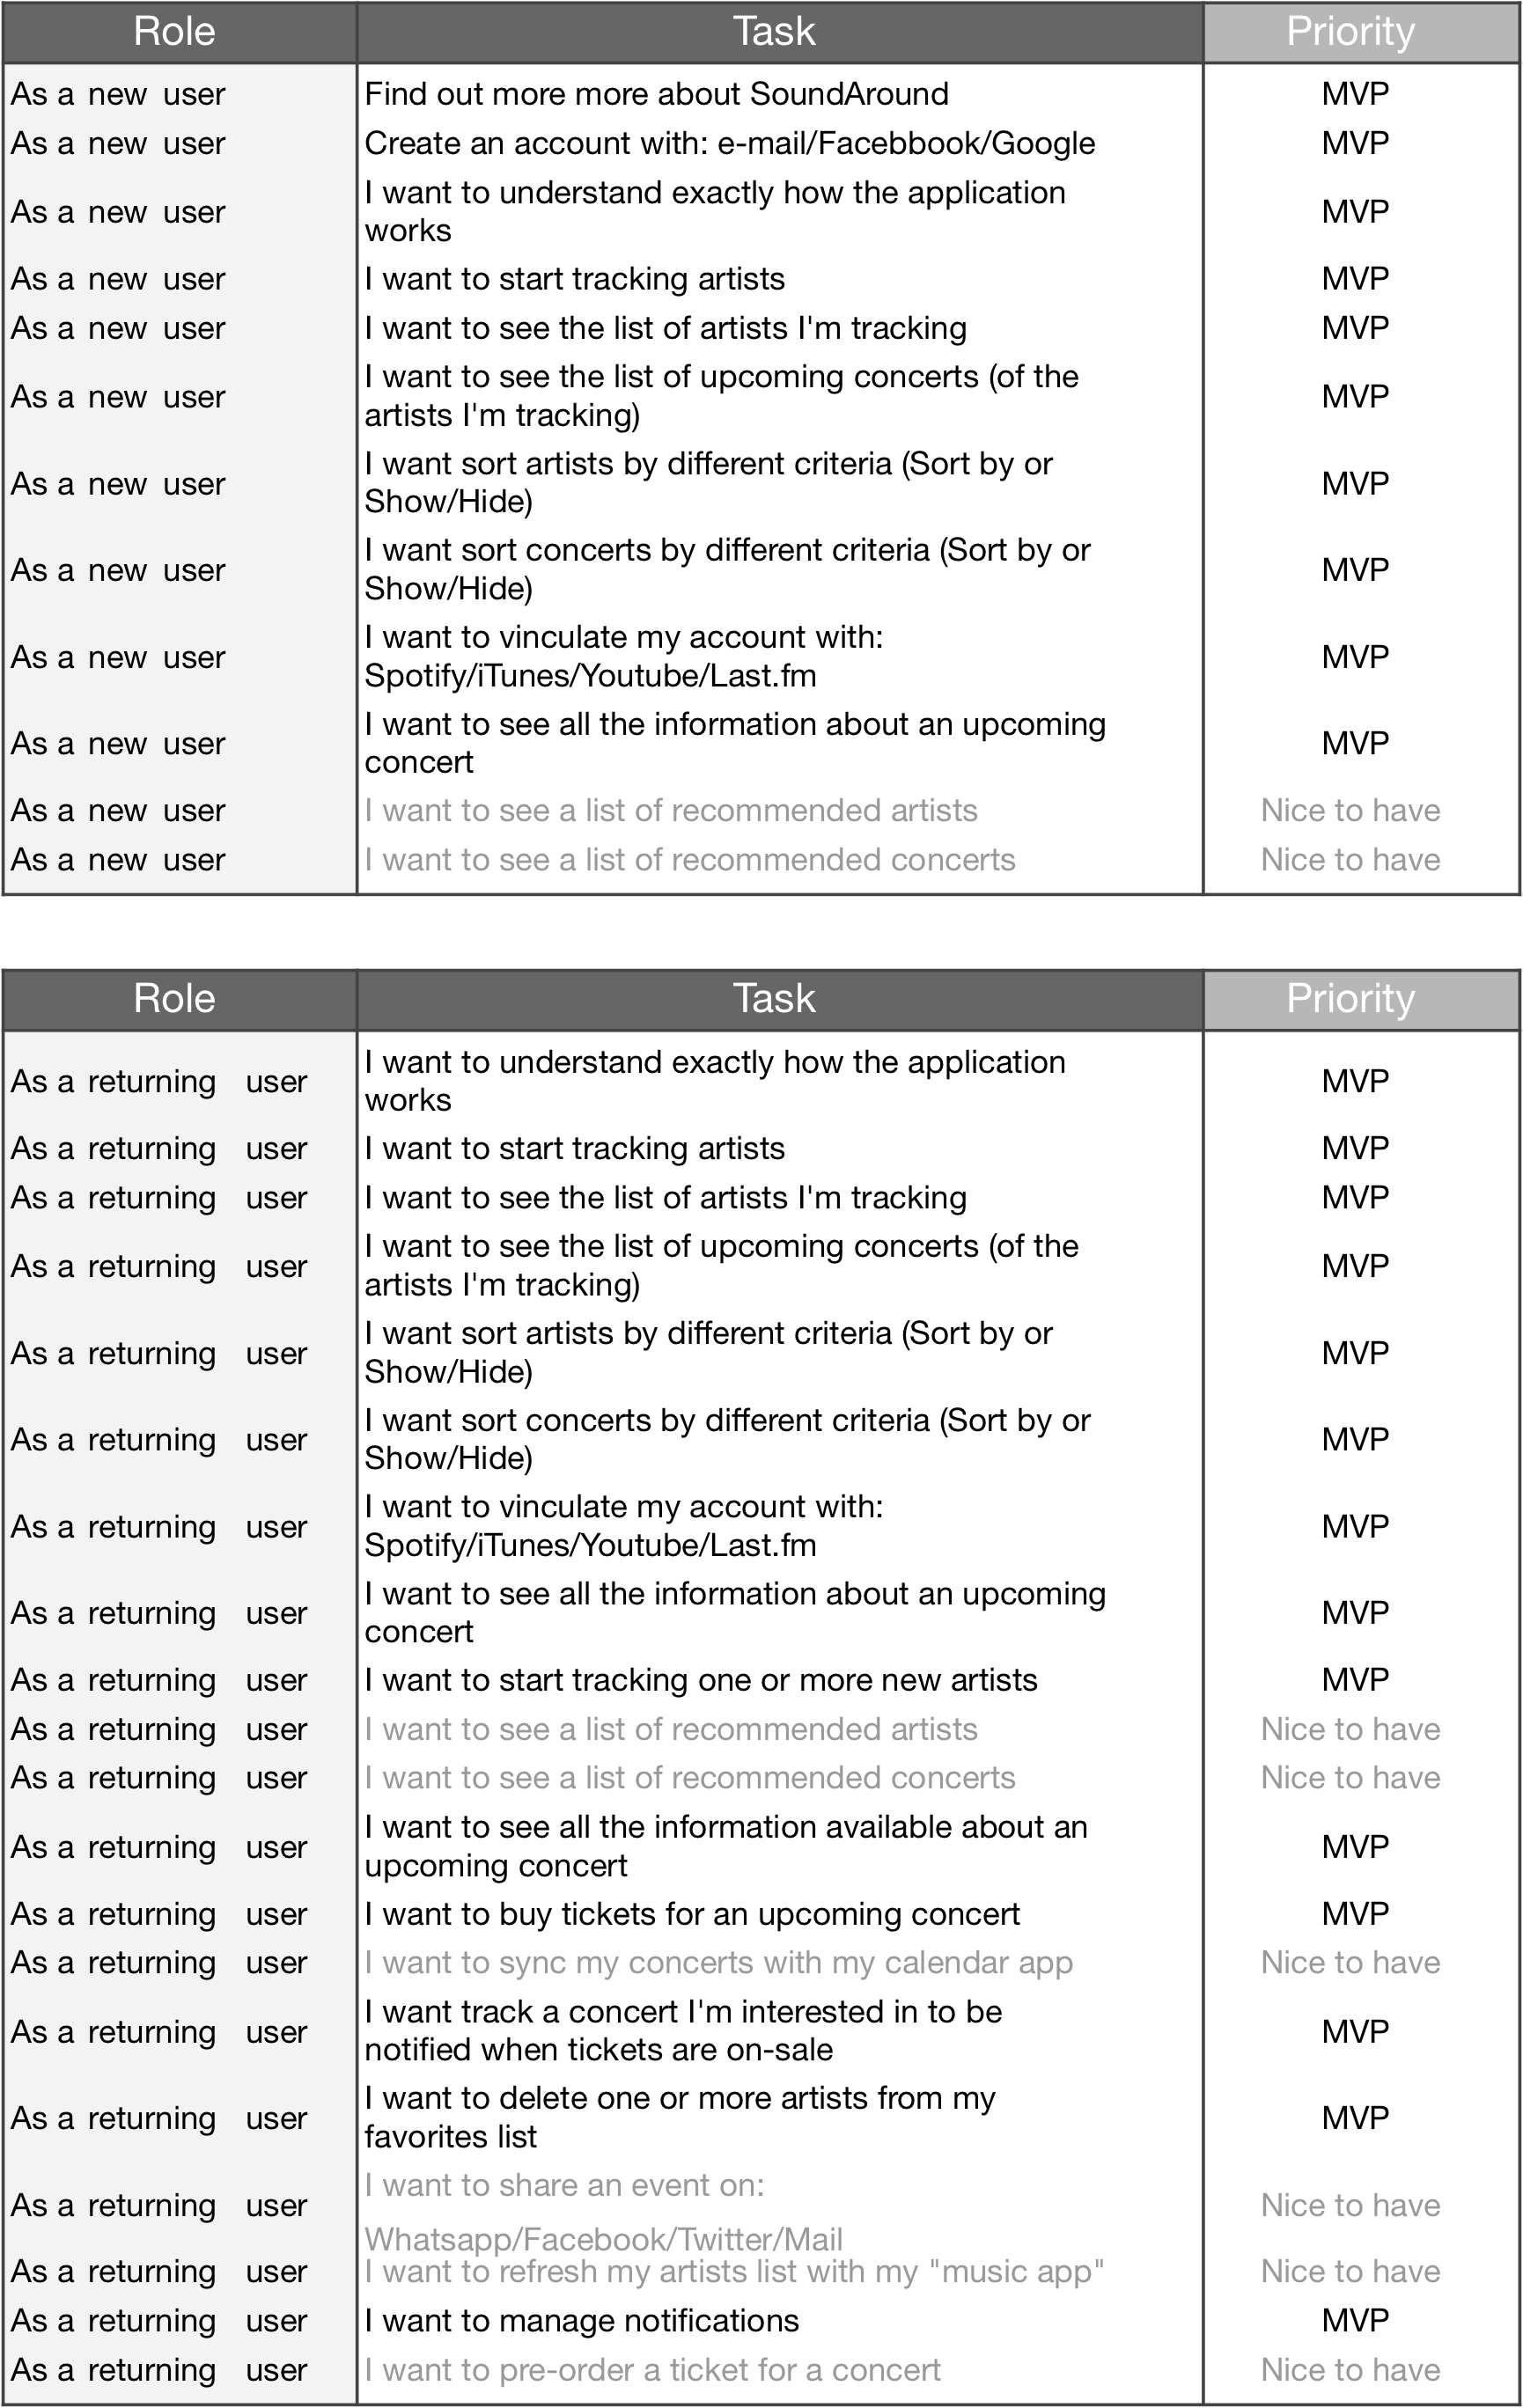 Role Task Priority
As a new user Find out more more about SoundAround MVP
As a new user Create an account with: e-mail/Facebbook/Google MVP
As a new user I want to understand exactly how the application
works MVP
As a new user I want to start tracking artists MVP
As a new user I want to see the list of artists I'm tracking MVP
As a new user I want to see the list of upcoming concerts (of the
artists I'm tracking) MVP
As a new user I want sort artists by different criteria (Sort by or
Show/Hide) MVP
As a new user I want sort concerts by different criteria (Sort by or
Show/Hide) MVP
As a new user I want to vinculate my account with:
Spotify/iTunes/Youtube/Last.fm MVP
As a new user I want to see all the information about an upcoming
concert MVP
As a new user I want to see a list of recommended artists Nice to have
As a new user I want to see a list of recommended concerts Nice to have
Role Task Priority
As a returning user I want to understand exactly how the application
works MVP
As a returning user I want to start tracking artists MVP
As a returning user I want to see the list of artists I'm tracking MVP
As a returning user I want to see the list of upcoming concerts (of the
artists I'm tracking) MVP
As a returning user I want sort artists by different criteria (Sort by or
Show/Hide) MVP
As a returning user I want sort concerts by different criteria (Sort by or
Show/Hide) MVP
As a returning user I want to vinculate my account with:
Spotify/iTunes/Youtube/Last.fm MVP
As a returning user I want to see all the information about an upcoming
concert MVP
As a returning user I want to start tracking one or more new artists MVP
As a returning user I want to see a list of recommended artists Nice to have
As a returning user I want to see a list of recommended concerts Nice to have
As a returning user I want to see all the information available about an
upcoming concert MVP
As a returning user I want to buy tickets for an upcoming concert MVP
As a returning user I want to sync my concerts with my calendar app Nice to have
As a returning user I want track a concert I'm interested in to be
notified when tickets are on-sale MVP
As a returning user I want to delete one or more artists from my
favorites list MVP
As a returning user I want to share an event on:
Whatsapp/Facebook/Twitter/Mail Nice to have
As a returning user I want to refresh my artists list with my "music app" Nice to have
As a returning user I want to manage notifications MVP
As a returning user I want to pre-order a ticket for a concert Nice to have